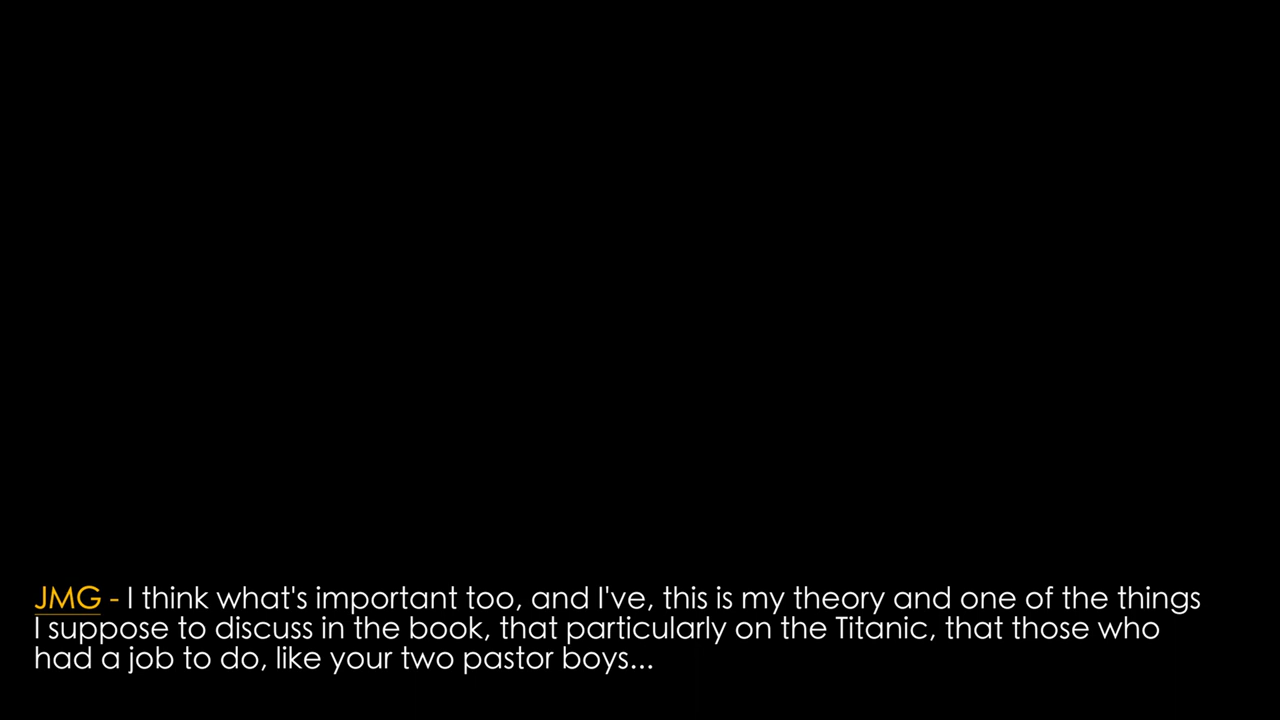 JMG - I think what's important too, and I've, this is my theory and one of the things
I suppose to discuss in the book, that particularly on the Titanic, that those who
had a job to do, like your two pastor boys...